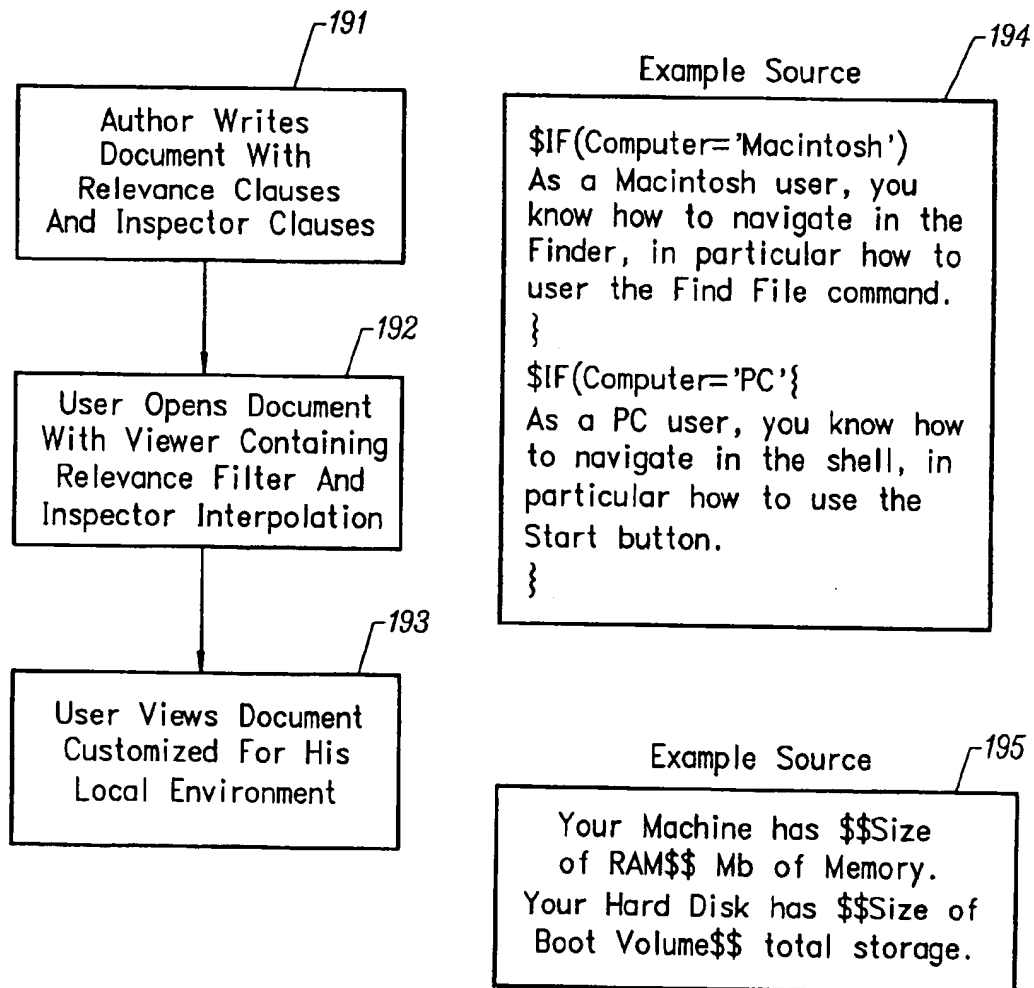 191
Author Writes
Document With
Relevance Clauses
And Inspector Clauses
192
User Opens Document
With Viewer Containing
Relevance Filter And
Inspector Interpolation
193
User Views Document
Customized For His
Local Environment
194
Example Source
$IF(Computer='Macintosh')
As a Macintosh user, you
know how to navigate in the
Finder, in particular how to
user the Find File command.
}
$IF(Computer='PC'{
As a PC user, you know how
to navigate in the shell, in
particular how to use the
Start button.
}
195
Example Source
Your Machine has $$Size
of RAM$$ Mb of Memory.
Your Hard Disk has $$Size of
Boot Volume$$ total storage.